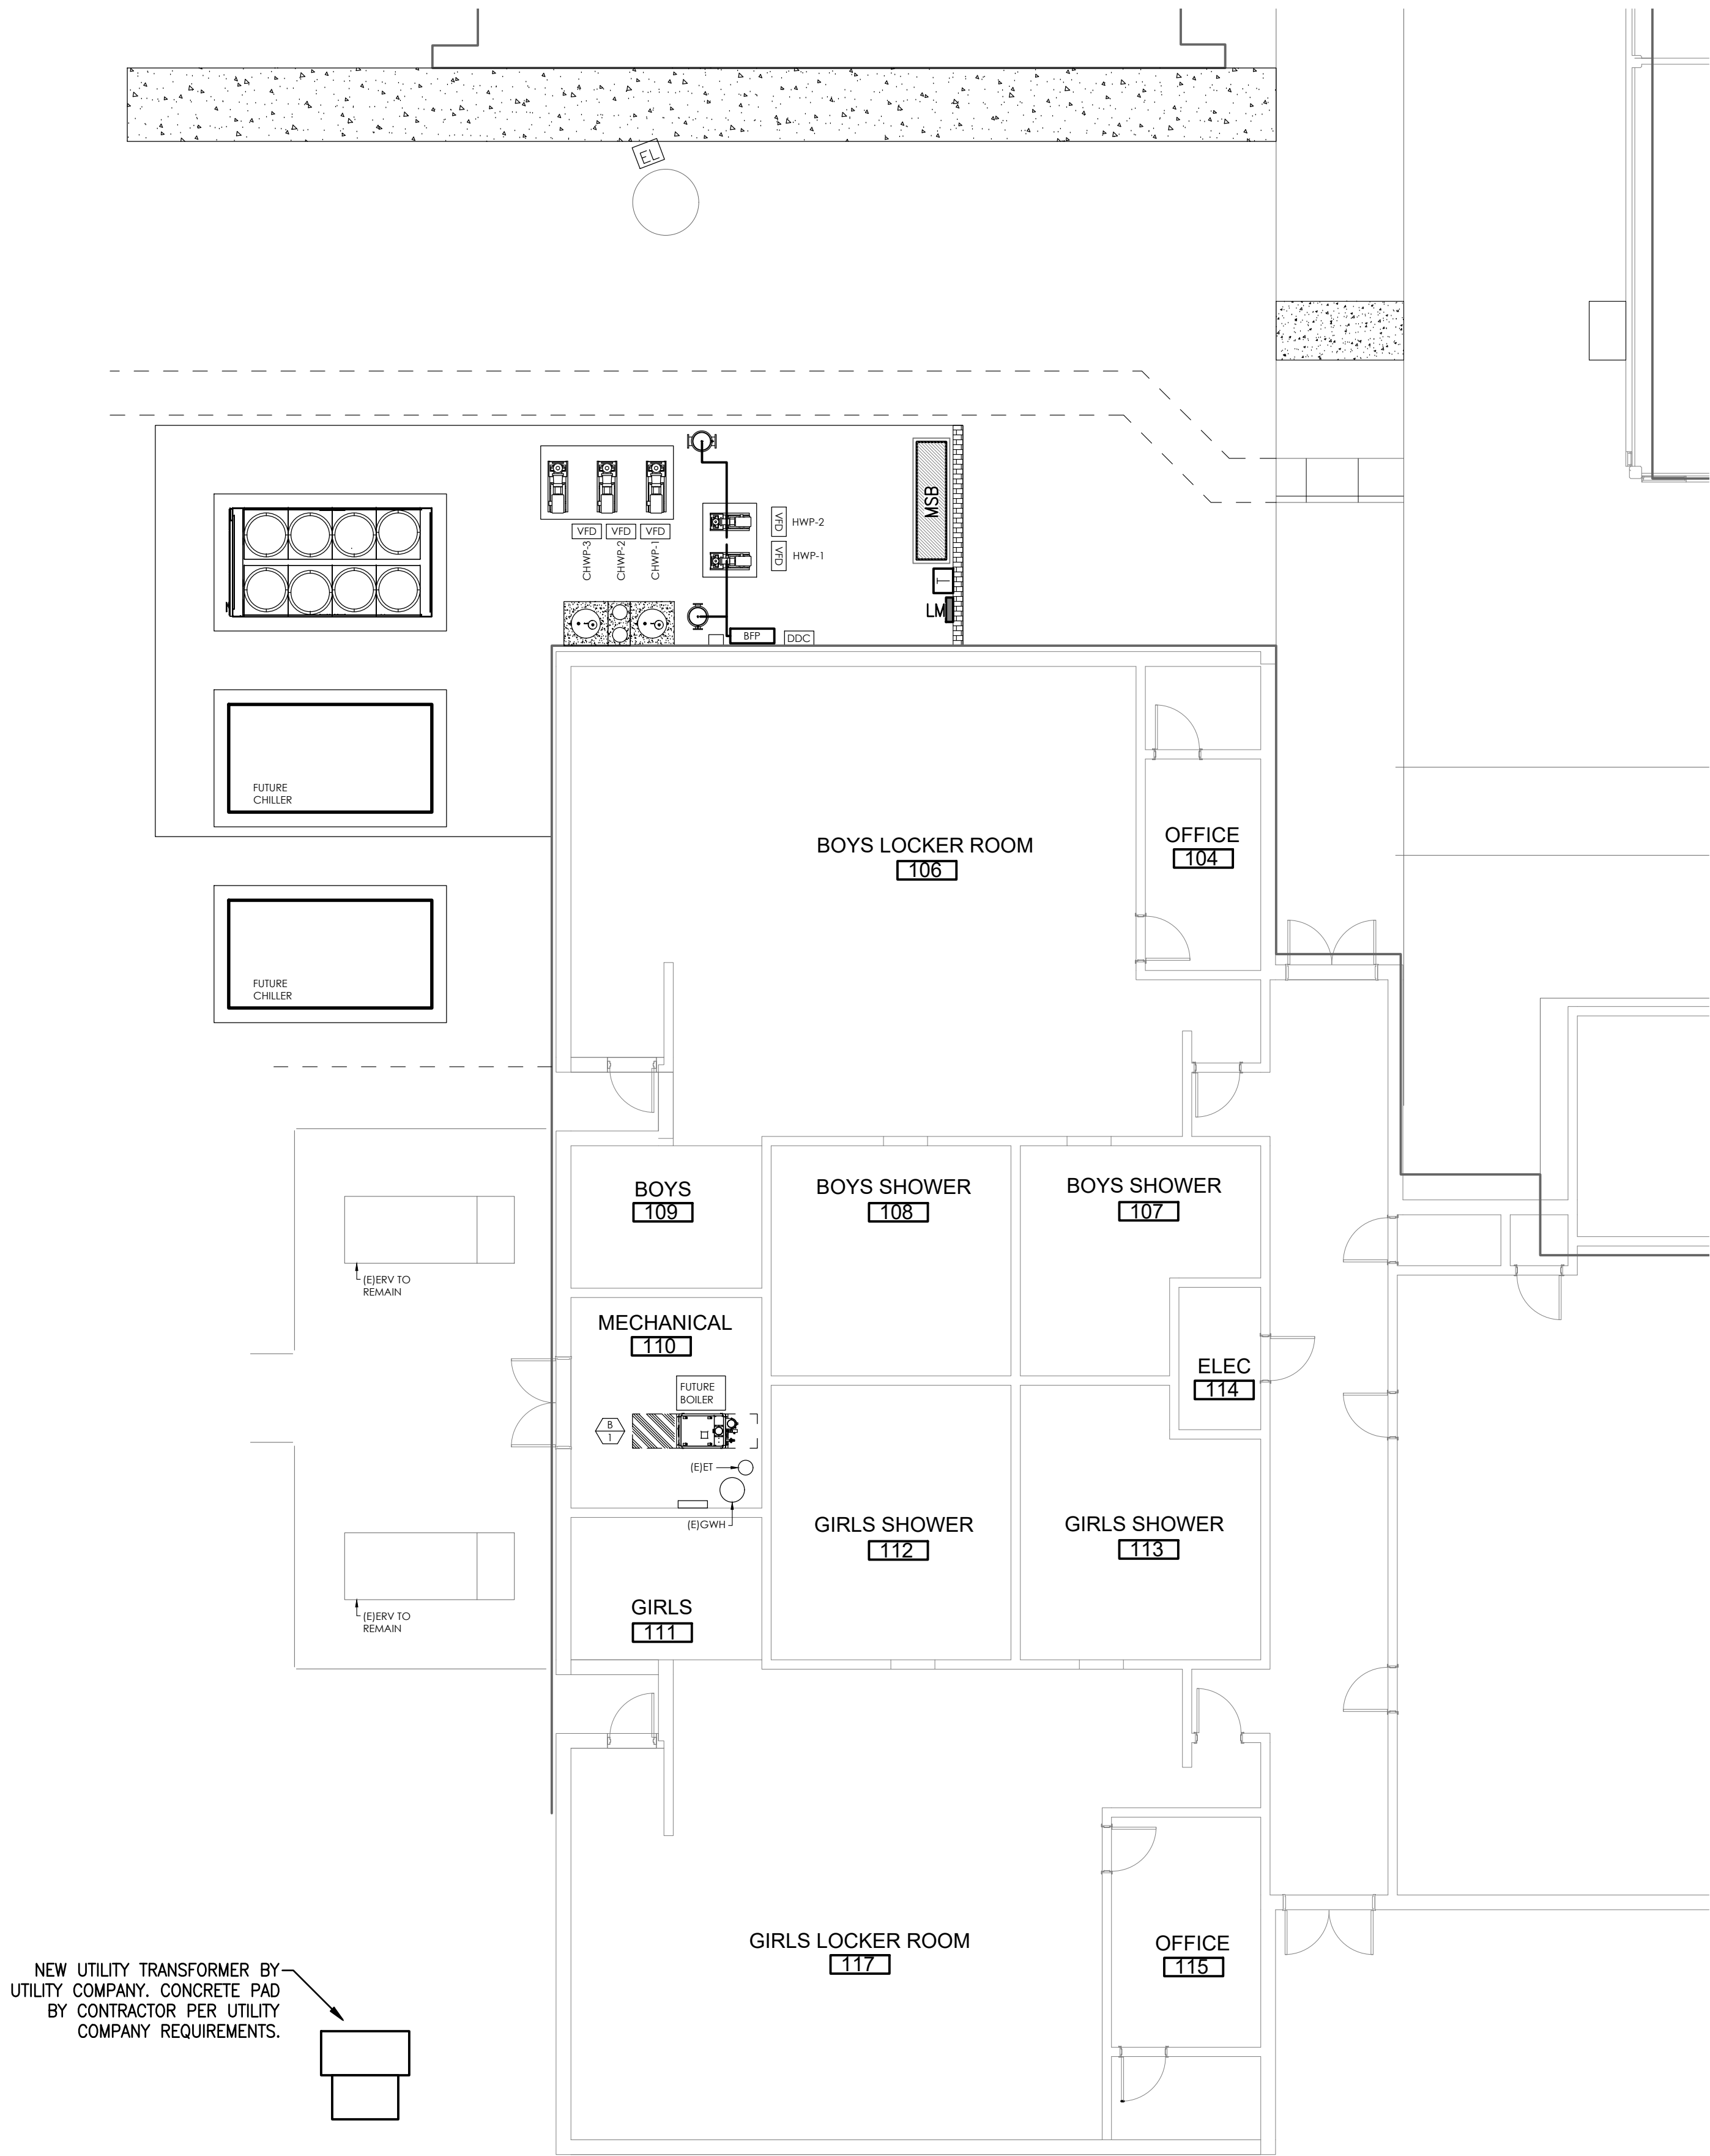 EL
MSB
VFD
VFD
VFD
CHWP-3
CHWP-2
CHWP-1
VFD
HWP-2
VFD
HWP-1
T
LM
BFP
DDC
FUTURE
CHILLER
FUTURE
CHILLER
BOYS LOCKER ROOM
106
OFFICE
104
BOYS
109
BOYS SHOWER
108
BOYS SHOWER
107
(E)ERV TO
REMAIN
MECHANICAL
110
FUTURE
BOILER
B
1
(E)ET
(E)GWH
ELEC
114
GIRLS SHOWER
112
GIRLS SHOWER
113
GIRLS
111
(E)ERV TO
REMAIN
GIRLS LOCKER ROOM
117
OFFICE
115
NEW UTILITY TRANSFORMER BY
UTILITY COMPANY. CONCRETE PAD
BY CONTRACTOR PER UTILITY
COMPANY REQUIREMENTS.